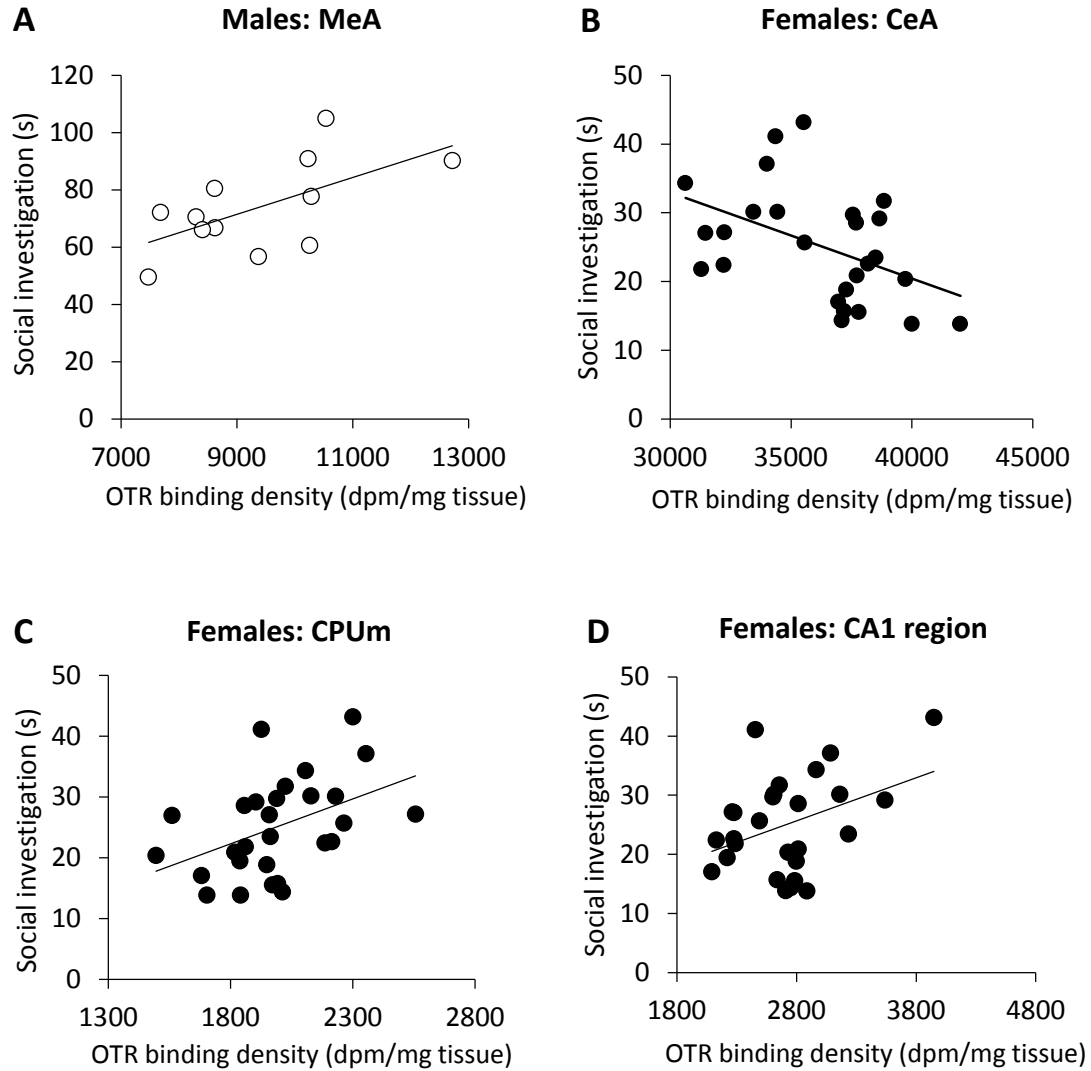 A
Males: MeA
Social investigation (s)
120
100
80
60
40
20
0
7000 9000 11000 13000
OTR binding density (dpm/mg tissue)
B
Females: CeA
Social investigation (s)
50
40
30
20
10
0
30000 35000 40000 45000
OTR binding density (dpm/mg tissue)
C
Females: CPUm
Social investigation (s)
50
40
30
20
10
0
1300 1800 2300 2800
OTR binding density (dpm/mg tissue)
D
Females: CA1 region
Social investigation (s)
50
40
30
20
10
0
1800 2800 3800 4800
OTR binding density (dpm/mg tissue)